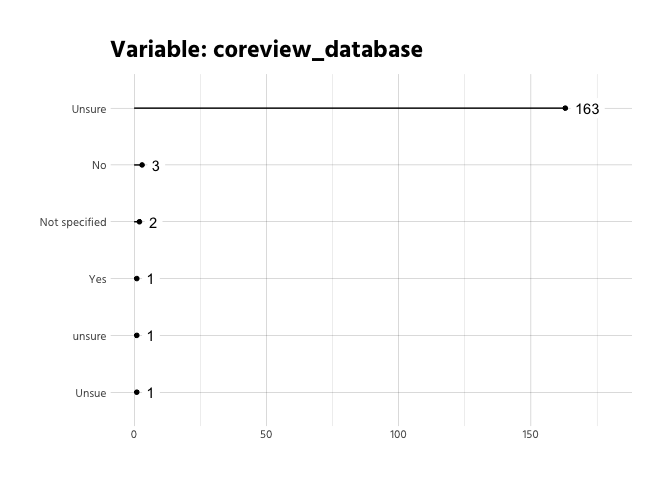 Variable: coreview_database
Unsure 163
No 3
Not specified 2
Yes 1
unsure 1
Unsue 1
0 50 100 150